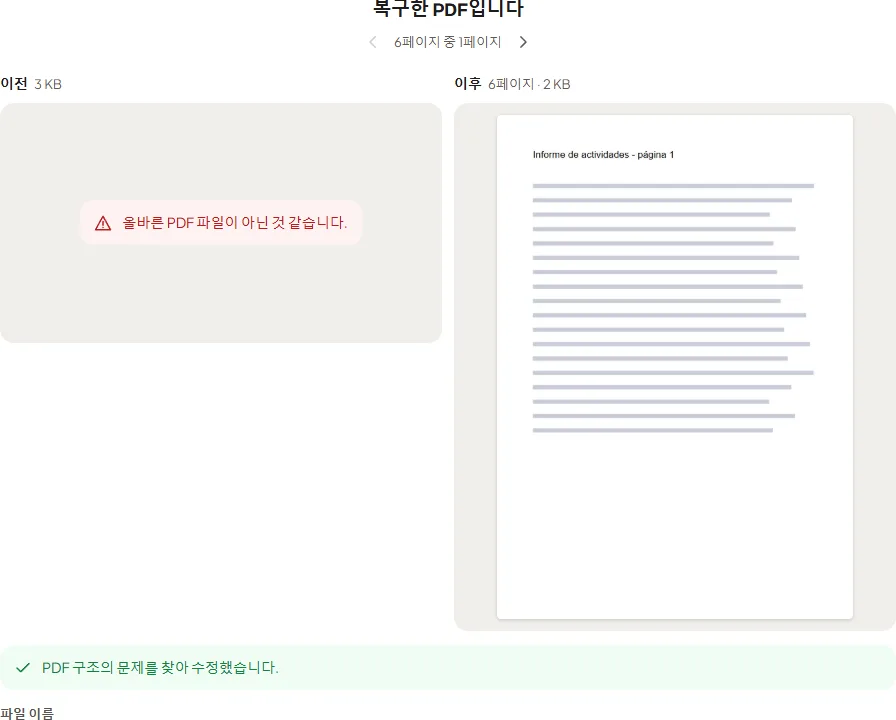 복구한 PDF입니다
6페이지 중 1페이지
이전 3 KB
이후 6페이지 · 2 KB
올바른 PDF 파일이 아닌 것 같습니다.
Informe de actividades - página 1
PDF 구조의 문제를 찾아 수정했습니다.
파일 이름